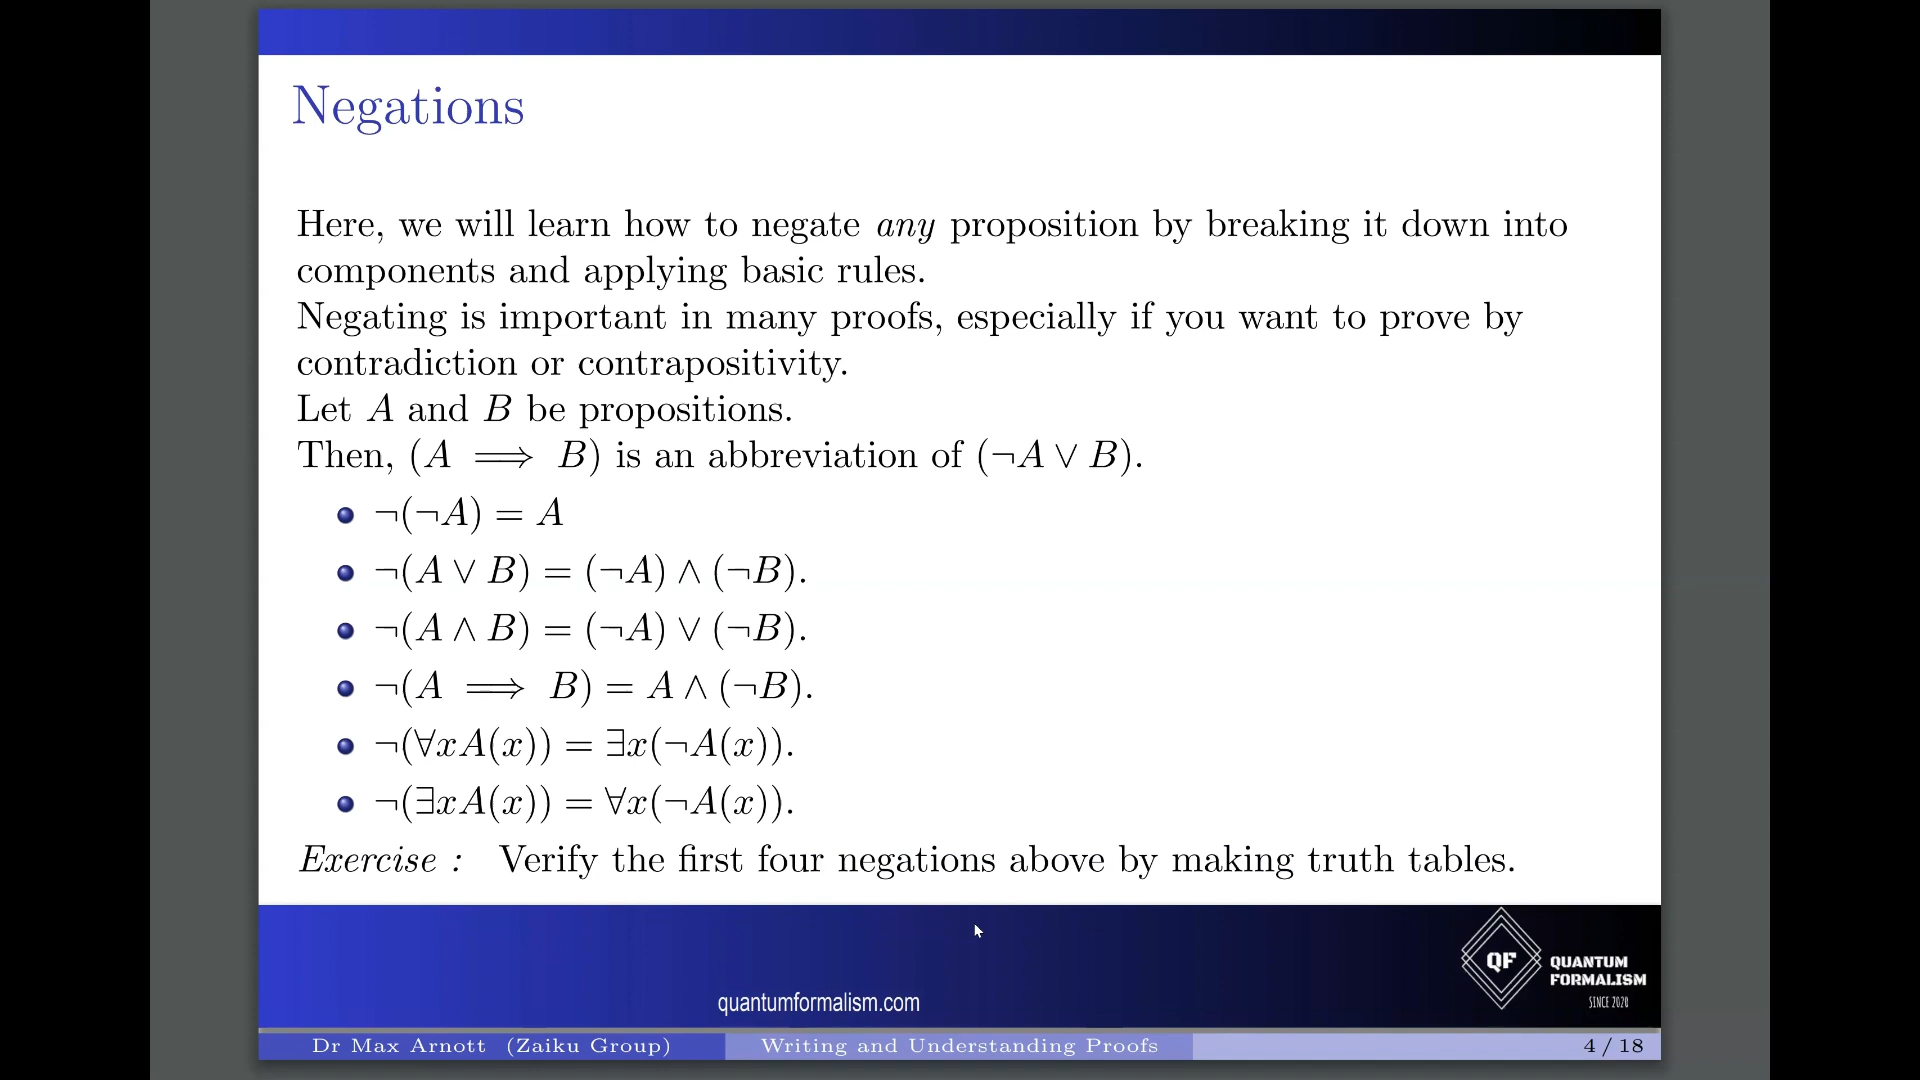 Negations
Here, we will learn how to negate any proposition by breaking it down into
components and applying basic rules.
Negating is important in many proofs, especially if you want to prove by
contradiction or contrapositivity.
Let A and B be propositions.
Then, (A ⟹ B) is an abbreviation of (¬A ∨ B).
¬(¬A) = A
¬(A ∨ B) = (¬A) ∧ (¬B).
¬(A ∧ B) = (¬A) ∨ (¬B).
¬(A ⟹ B) = A ∧ (¬B).
¬(∀xA(x)) = ∃x(¬A(x)).
¬(∃xA(x)) = ∀x(¬A(x)).
Exercise : Verify the first four negations above by making truth tables.
QF
QUANTUM
FORMALISM
SINCE 2020
quantumformalism.com
Dr Max Arnott (Zaiku Group) Writing and Understanding Proofs 4 / 18